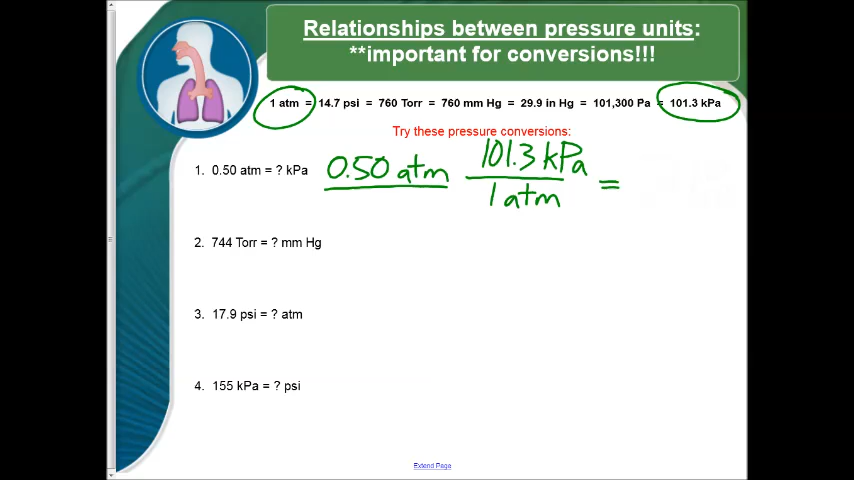 Relationships between pressure units:
**important for conversions!!!
1 atm = 14.7 psi = 760 Torr = 760 mm Hg = 29.9 in Hg = 101,300 Pa = 101.3 kPa
Try these pressure conversions:
1. 0.50 atm = ? kPa
0.50 atm 101.3 kPa
1 atm =
2. 744 Torr = ? mm Hg
3. 17.9 psi = ? atm
4. 155 kPa = ? psi
Extend Page